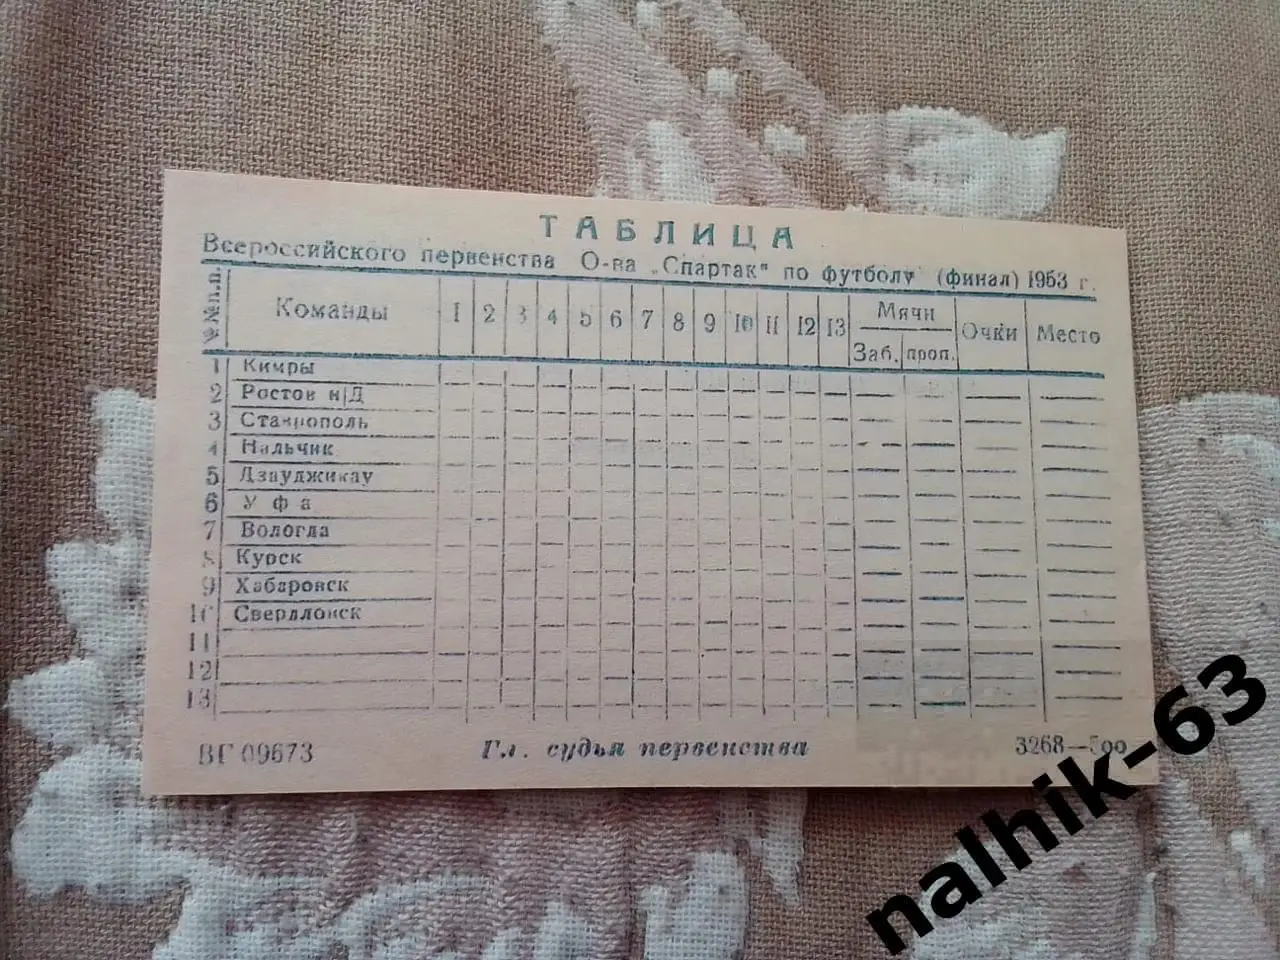 ТАБЛИЦА
Всероссийского первенства О-ва „Спартак" по футболу (финал) 1953 г.
№№ п.п. Команды 1 2 3 4 5 6 7 8 9 10 11 12 13 Мячи Заб. проп. Очки Место
1 Кимры
2 Ростов н/Д
3 Ставрополь
4 Нальчик
5 Дзауджикау
6 Уфа
7 Вологда
8 Курск
9 Хабаровск
10 Свердловск
11
12
13
ВГ 09673 Гл. судья первенства 3268—500
nalhik-63